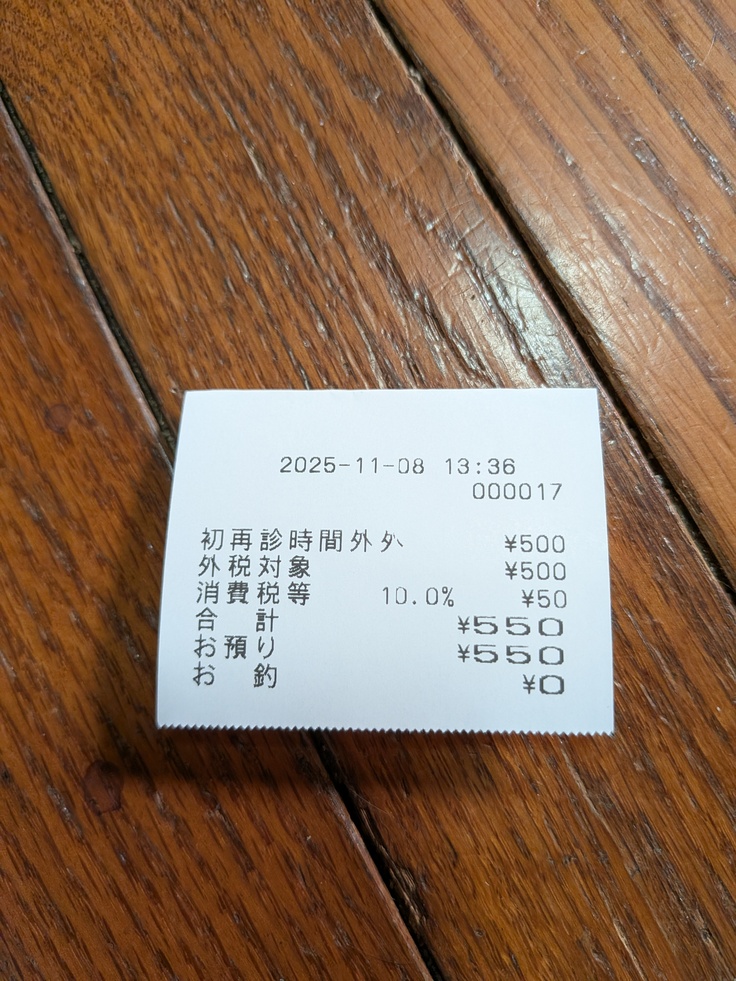 2025-11-08 13:36
000017
初再診時間外外 ¥500
外税対象 ¥500
消費税等 10.0% ¥50
合 計 ¥550
お預り ¥550
お 釣 ¥0